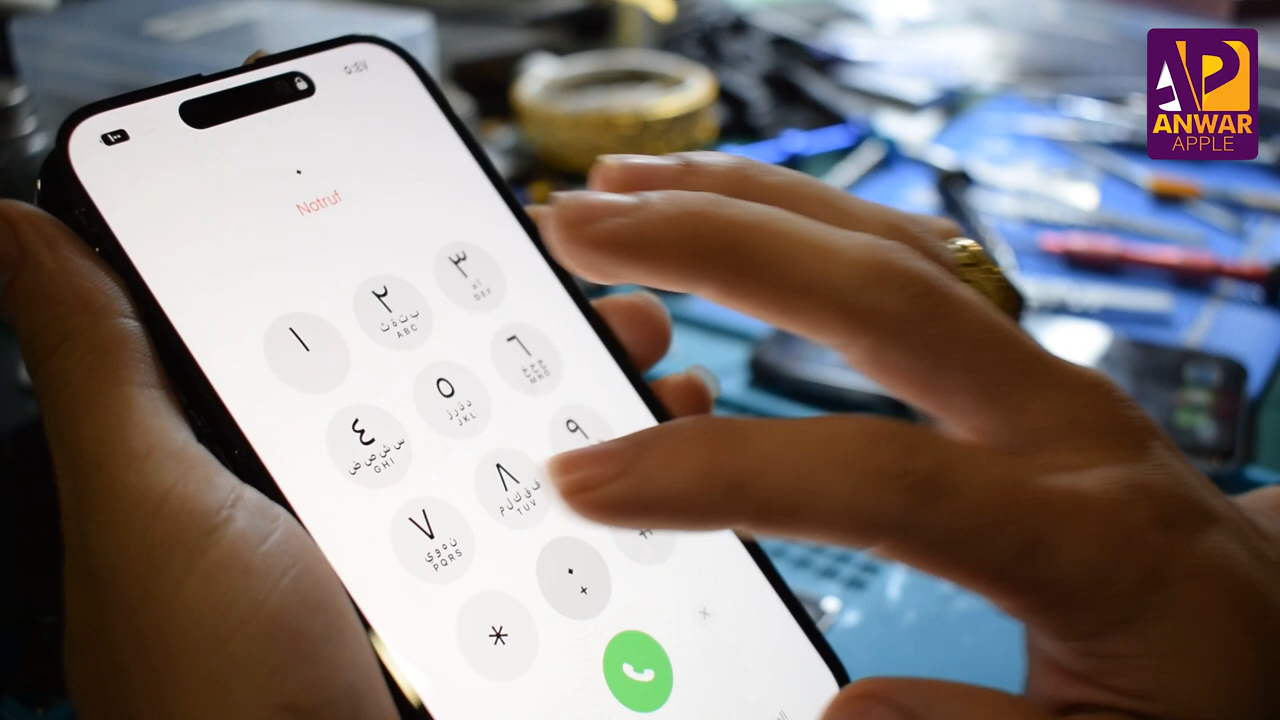 ANWAR
APPLE
٠
Notruf
١
٢
ب ت ة ث
ABC
٣
ا ء
DEF
٤
س ش ص ض
GHI
٥
د ذ ر ز
JKL
٦
ج ح خ
MNO
٧
ن ه و ي
PQRS
٨
ف ق ك ل م
TUV
٩
*
٠
+
#